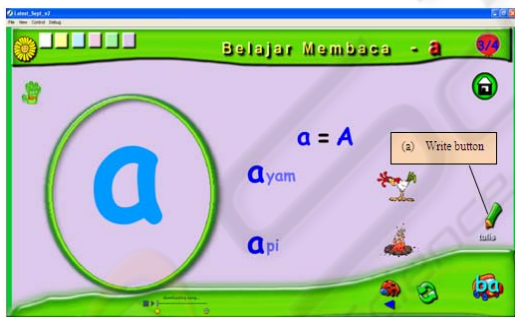 Latest_Sept_v2
File View Control Debug
Belajar Membaca - a
3/4
a = A
a
ayam
(a) Write button
tulis
api
ba